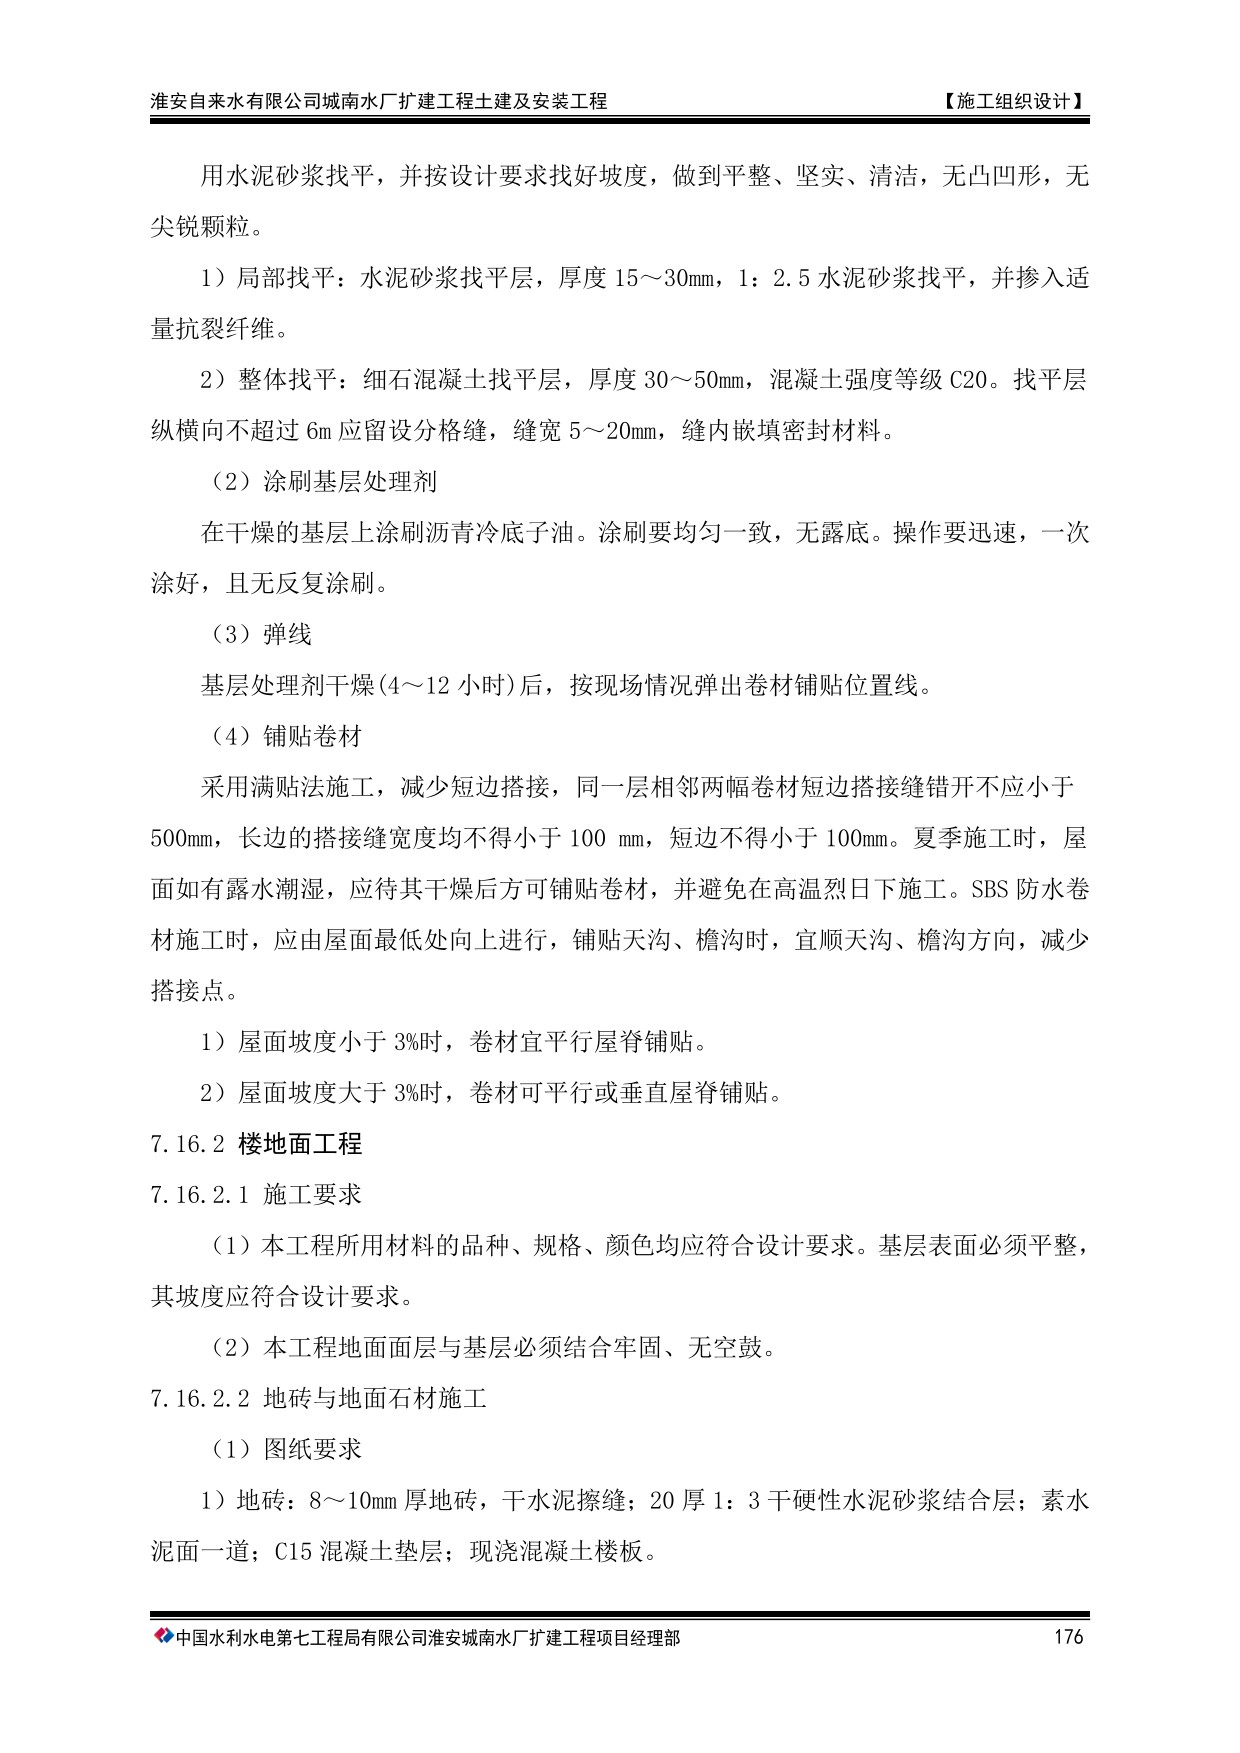 淮安自来水有限公司城南水厂扩建工程土建及安装工程 【施工组织设计】
用水泥砂浆找平，并按设计要求找好坡度，做到平整、坚实、清洁，无凸凹形，无
尖锐颗粒。
1）局部找平：水泥砂浆找平层，厚度 15～30mm，1：2.5 水泥砂浆找平，并掺入适
量抗裂纤维。
2）整体找平：细石混凝土找平层，厚度 30～50mm，混凝土强度等级 C20。找平层
纵横向不超过 6m 应留设分格缝，缝宽 5～20mm，缝内嵌填密封材料。
（2）涂刷基层处理剂
在干燥的基层上涂刷沥青冷底子油。涂刷要均匀一致，无露底。操作要迅速，一次
涂好，且无反复涂刷。
（3）弹线
基层处理剂干燥(4～12 小时)后，按现场情况弹出卷材铺贴位置线。
（4）铺贴卷材
采用满贴法施工，减少短边搭接，同一层相邻两幅卷材短边搭接缝错开不应小于
500mm，长边的搭接缝宽度均不得小于 100 mm，短边不得小于 100mm。夏季施工时，屋
面如有露水潮湿，应待其干燥后方可铺贴卷材，并避免在高温烈日下施工。SBS 防水卷
材施工时，应由屋面最低处向上进行，铺贴天沟、檐沟时，宜顺天沟、檐沟方向，减少
搭接点。
1）屋面坡度小于 3%时，卷材宜平行屋脊铺贴。
2）屋面坡度大于 3%时，卷材可平行或垂直屋脊铺贴。
7.16.2 楼地面工程
7.16.2.1 施工要求
（1）本工程所用材料的品种、规格、颜色均应符合设计要求。基层表面必须平整，
其坡度应符合设计要求。
（2）本工程地面面层与基层必须结合牢固、无空鼓。
7.16.2.2 地砖与地面石材施工
（1）图纸要求
1）地砖：8～10mm 厚地砖，干水泥擦缝；20 厚 1：3 干硬性水泥砂浆结合层；素水
泥面一道；C15 混凝土垫层；现浇混凝土楼板。
中国水利水电第七工程局有限公司淮安城南水厂扩建工程项目经理部 176